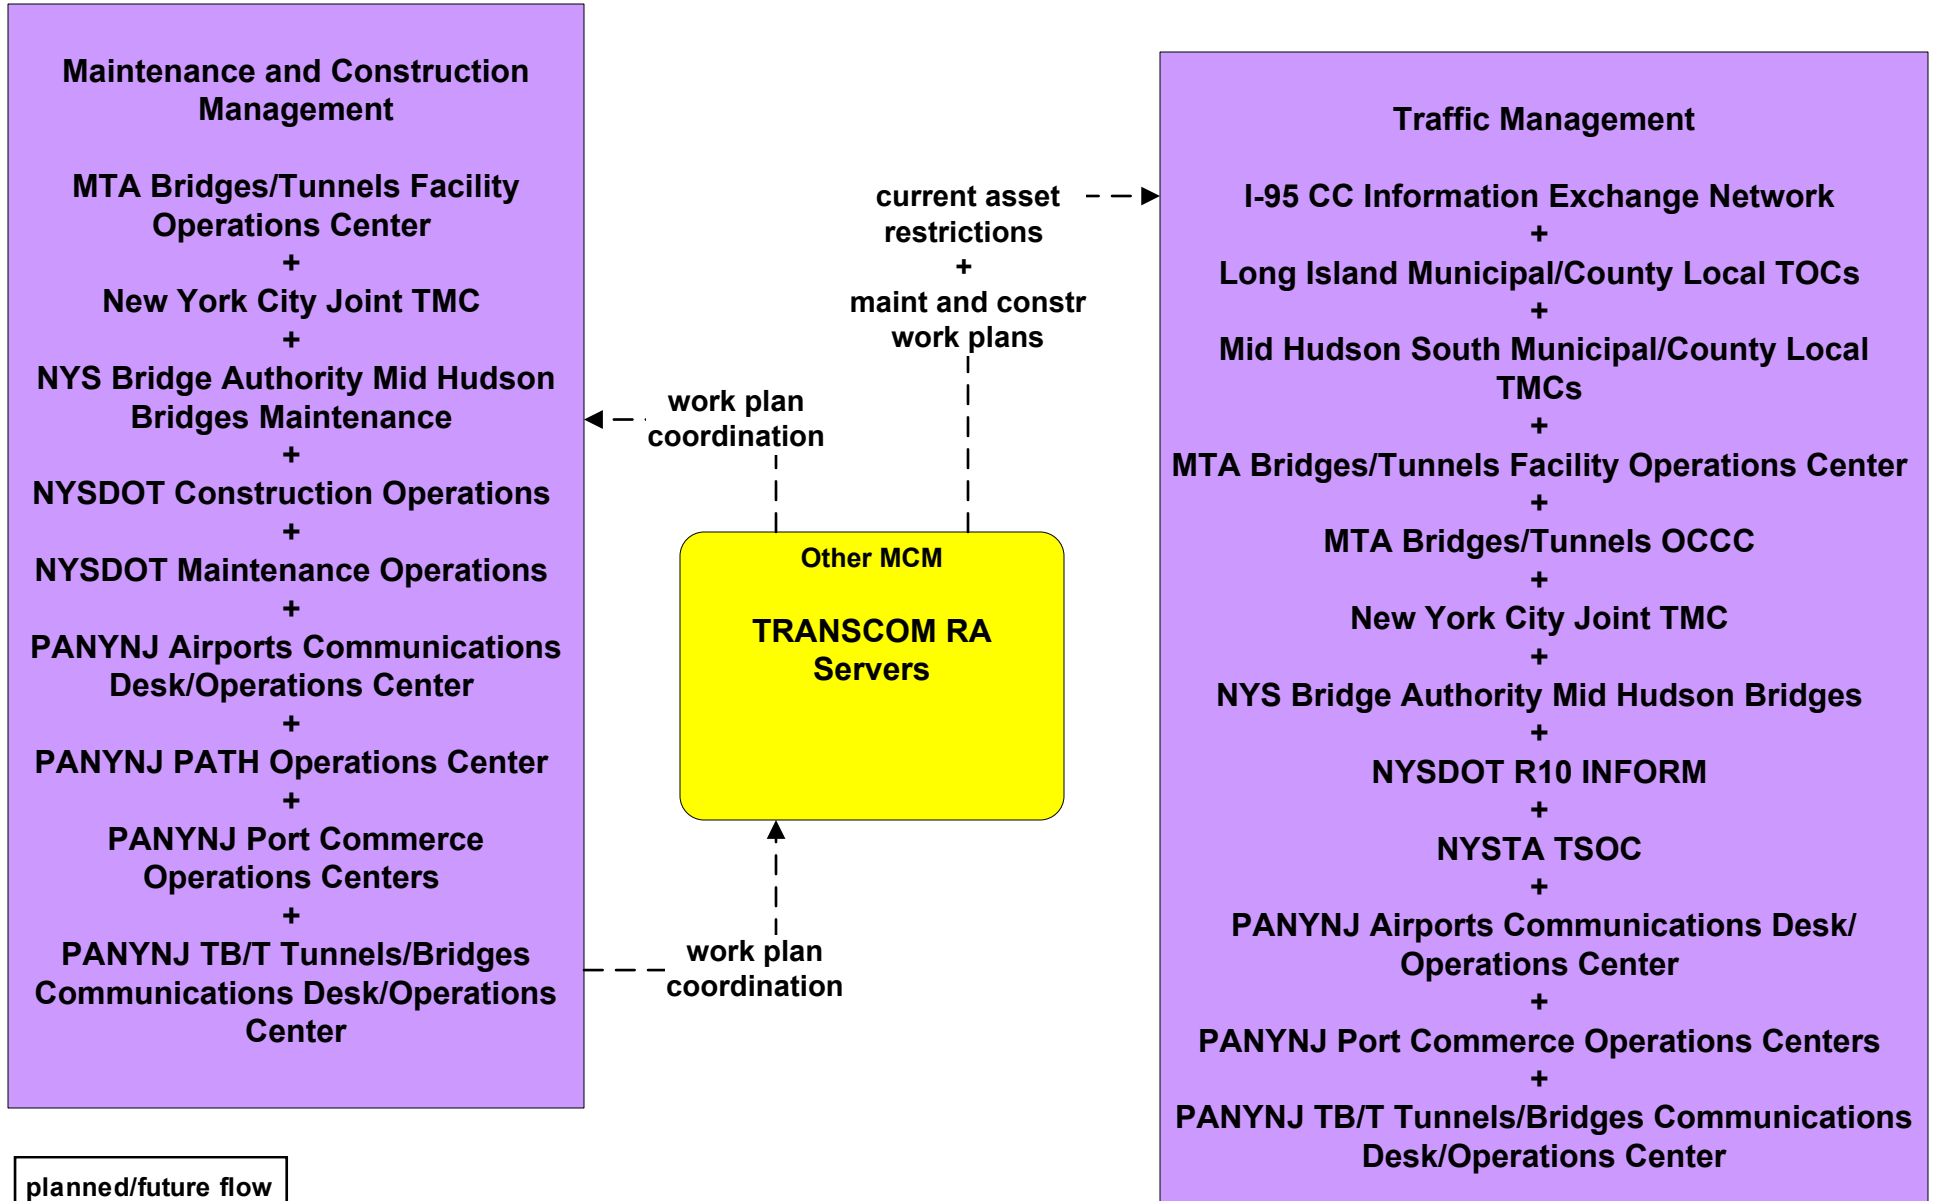 Maintenance and Construction
Management
MTA Bridges/Tunnels Facility
Operations Center
+
New York City Joint TMC
+
NYS Bridge Authority Mid Hudson
Bridges Maintenance
+
NYSDOT Construction Operations
+
NYSDOT Maintenance Operations
+
PANYNJ Airports Communications
Desk/Operations Center
+
PANYNJ PATH Operations Center
+
PANYNJ Port Commerce
Operations Centers
+
PANYNJ TB/T Tunnels/Bridges
Communications Desk/Operations
Center
planned/future flow
work plan
coordination
current asset
restrictions
+
maint and constr
work plans
Other MCM
TRANSCOM RA
Servers
work plan
coordination
Traffic Management
I-95 CC Information Exchange Network
+
Long Island Municipal/County Local TOCs
+
Mid Hudson South Municipal/County Local
TMCs
+
MTA Bridges/Tunnels Facility Operations Center
+
MTA Bridges/Tunnels OCCC
+
New York City Joint TMC
+
NYS Bridge Authority Mid Hudson Bridges
+
NYSDOT R10 INFORM
+
NYSTA TSOC
+
PANYNJ Airports Communications Desk/
Operations Center
+
PANYNJ Port Commerce Operations Centers
+
PANYNJ TB/T Tunnels/Bridges Communications
Desk/Operations Center